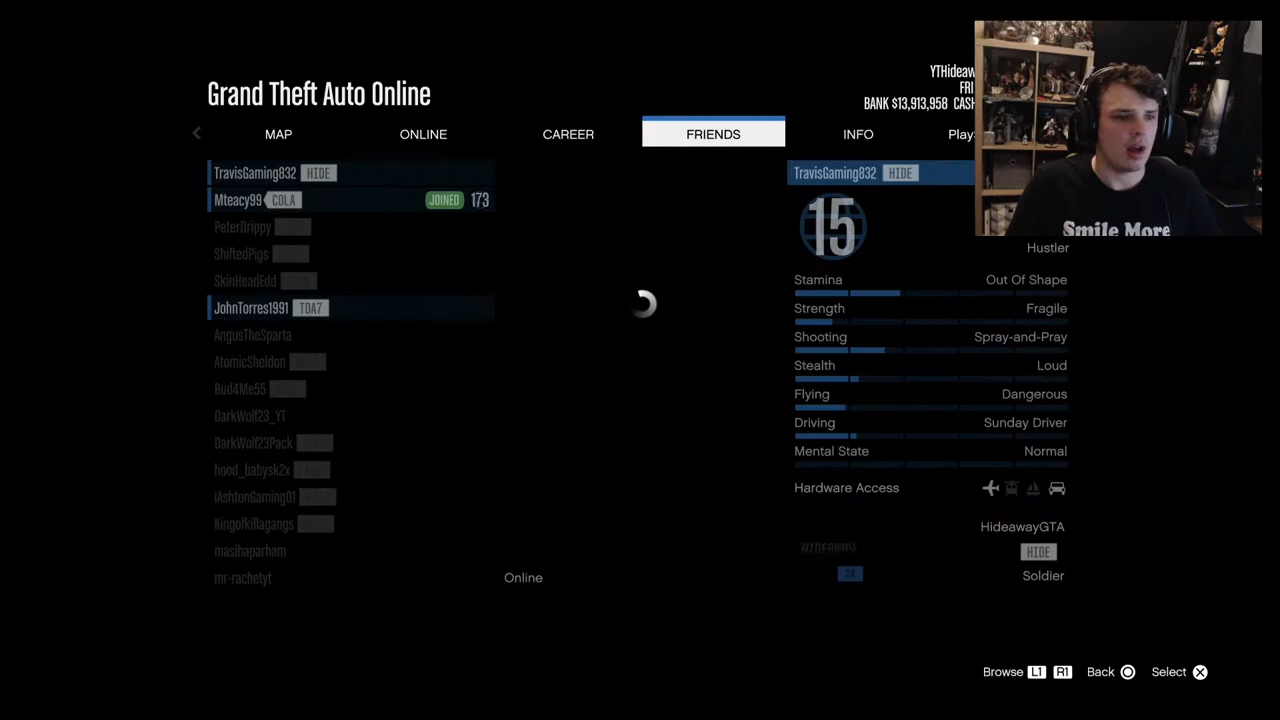 Grand Theft Auto Online
YTHideaw
FRI
BANK $13,913,958 CASH
MAP
ONLINE
CAREER
FRIENDS
INFO
Play
TravisGaming832 HIDE
Mteacy99 COLA JOINED 173
PeterDrippy
ShiftedPigs
SkinHeadEdd
JohnTorres1991 TDA7
AngusTheSparta
AtomicSheldon
Bud4Me55
DarkWolf23_YT
DarkWolf23Pack
hood_babysk2x
iAshtonGaming01
Kingofkillagangs
masihaparham
mr-rachetyt Online
TravisGaming832 HIDE
15
Hustler
Stamina Out Of Shape
Strength Fragile
Shooting Spray-and-Pray
Stealth Loud
Flying Dangerous
Driving Sunday Driver
Mental State Normal
Hardware Access
HideawayGTA
HIDEAWAY HIDE
24 Soldier
Smile More
Browse L1 R1 Back Select